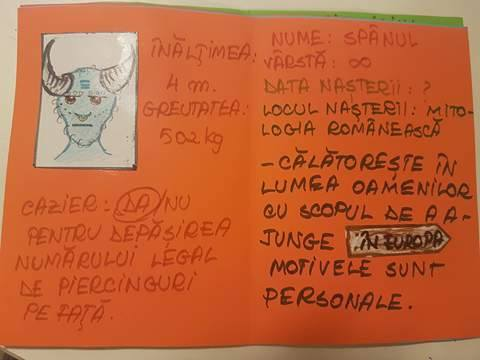 ÎNĂLȚIMEA:
4 m.
GREUTATEA:
502 kg
CAZIER: DA/NU
PENTRU DEPĂȘIREA
NUMĂRULUI LEGAL
DE PIERCINGURI
PE FAȚĂ.
NUME: SPÂNUL
VÂRSTĂ: ∞
DATA NAȘTERII: ?
LOCUL NAȘTERII: MITO-
LOGIA ROMÂNEASCĂ
- CĂLĂTOREȘTE ÎN
LUMEA OAMENILOR
CU SCOPUL DE A A-
JUNGE ÎN EUROPA
MOTIVELE SUNT
PERSONALE.